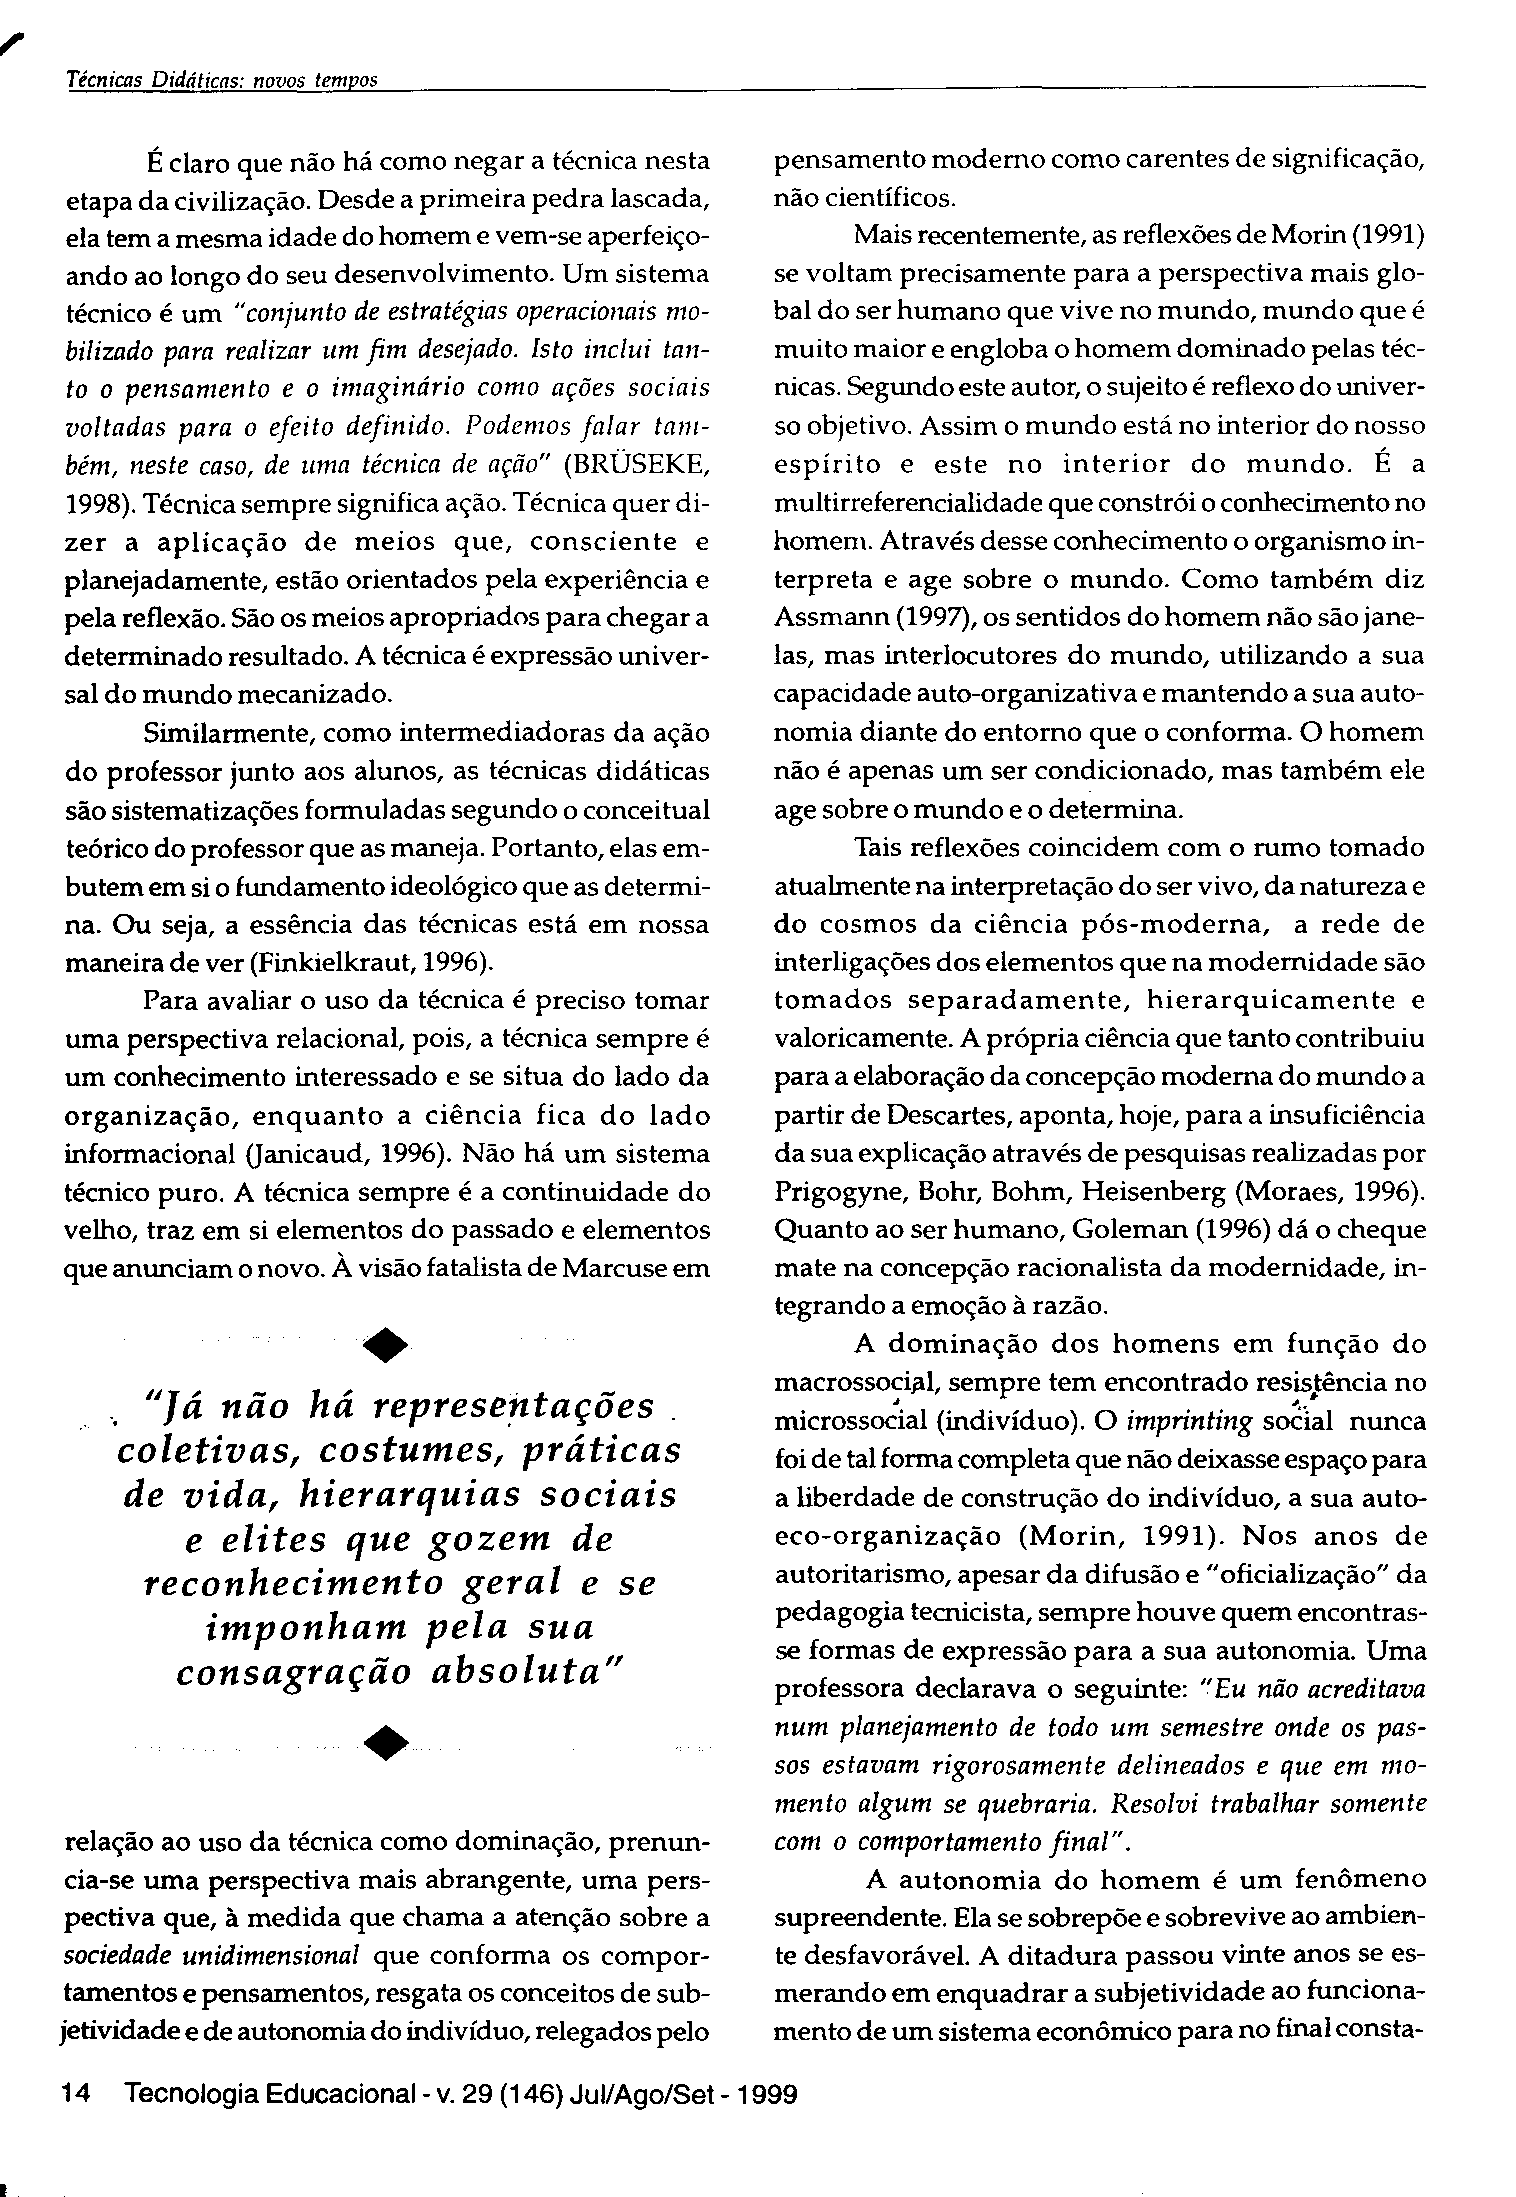 Técnicas Didáticas: novos tempos
É claro que não há como negar a técnica nesta
etapa da civilização. Desde a primeira pedra lascada,
ela tem a mesma idade do homem e vem-se aperfeiço-
ando ao longo do seu desenvolvimento. Um sistema
técnico é um "conjunto de estratégias operacionais mo-
bilizado para realizar um fim desejado. Isto inclui tan-
to o pensamento e o imaginário como ações sociais
voltadas para o efeito definido. Podemos falar tam-
bém, neste caso, de uma técnica de ação" (BRÜSEKE,
1998). Técnica sempre significa ação. Técnica quer di-
zer a aplicação de meios que, consciente e
planejadamente, estão orientados pela experiência e
pela reflexão. São os meios apropriados para chegar a
determinado resultado. A técnica é expressão univer-
sal do mundo mecanizado.
Similarmente, como intermediadoras da ação
do professor junto aos alunos, as técnicas didáticas
são sistematizações formuladas segundo o conceitual
teórico do professor que as maneja. Portanto, elas em-
butem em si o fundamento ideológico que as determi-
na. Ou seja, a essência das técnicas está em nossa
maneira de ver (Finkielkraut, 1996).
Para avaliar o uso da técnica é preciso tomar
uma perspectiva relacional, pois, a técnica sempre é
um conhecimento interessado e se situa do lado da
organização, enquanto a ciência fica do lado
informacional (Janicaud, 1996). Não há um sistema
técnico puro. A técnica sempre é a continuidade do
velho, traz em si elementos do passado e elementos
que anunciam o novo. À visão fatalista de Marcuse em
"Já não há representações
coletivas, costumes, práticas
de vida, hierarquias sociais
e elites que gozem de
reconhecimento geral e se
imponham pela sua
consagração absoluta"
relação ao uso da técnica como dominação, prenun-
cia-se uma perspectiva mais abrangente, uma pers-
pectiva que, à medida que chama a atenção sobre a
sociedade unidimensional que conforma os compor-
tamentos e pensamentos, resgata os conceitos de sub-
jetividade e de autonomia do indivíduo, relegados pelo
pensamento moderno como carentes de significação,
não científicos.
Mais recentemente, as reflexões de Morin (1991)
se voltam precisamente para a perspectiva mais glo-
bal do ser humano que vive no mundo, mundo que é
muito maior e engloba o homem dominado pelas téc-
nicas. Segundo este autor, o sujeito é reflexo do univer-
so objetivo. Assim o mundo está no interior do nosso
espírito e este no interior do mundo. É a
multirreferencialidade que constrói o conhecimento no
homem. Através desse conhecimento o organismo in-
terpreta e age sobre o mundo. Como também diz
Assmann (1997), os sentidos do homem não são jane-
las, mas interlocutores do mundo, utilizando a sua
capacidade auto-organizativa e mantendo a sua auto-
nomia diante do entorno que o conforma. O homem
não é apenas um ser condicionado, mas também ele
age sobre o mundo e o determina.
Tais reflexões coincidem com o rumo tomado
atualmente na interpretação do ser vivo, da natureza e
do cosmos da ciência pós-moderna, a rede de
interligações dos elementos que na modernidade são
tomados separadamente, hierarquicamente e
valoricamente. A própria ciência que tanto contribuiu
para a elaboração da concepção moderna do mundo a
partir de Descartes, aponta, hoje, para a insuficiência
da sua explicação através de pesquisas realizadas por
Prigogyne, Bohr, Bohm, Heisenberg (Moraes, 1996).
Quanto ao ser humano, Goleman (1996) dá o cheque
mate na concepção racionalista da modernidade, in-
tegrando a emoção à razão.
A dominação dos homens em função do
macrossocial, sempre tem encontrado resistência no
microssocial (indivíduo). O imprinting social nunca
foi de tal forma completa que não deixasse espaço para
a liberdade de construção do indivíduo, a sua auto-
eco-organização (Morin, 1991). Nos anos de
autoritarismo, apesar da difusão e "oficialização" da
pedagogia tecnicista, sempre houve quem encontras-
se formas de expressão para a sua autonomia. Uma
professora declarava o seguinte: "Eu não acreditava
num planejamento de todo um semestre onde os pas-
sos estavam rigorosamente delineados e que em mo-
mento algum se quebraria. Resolvi trabalhar somente
com o comportamento final".
A autonomia do homem é um fenômeno
supreendente. Ela se sobrepõe e sobrevive ao ambien-
te desfavorável. A ditadura passou vinte anos se es-
merando em enquadrar a subjetividade ao funciona-
mento de um sistema econômico para no final consta-
14 Tecnologia Educacional - v. 29 (146) Jul/Ago/Set - 1999